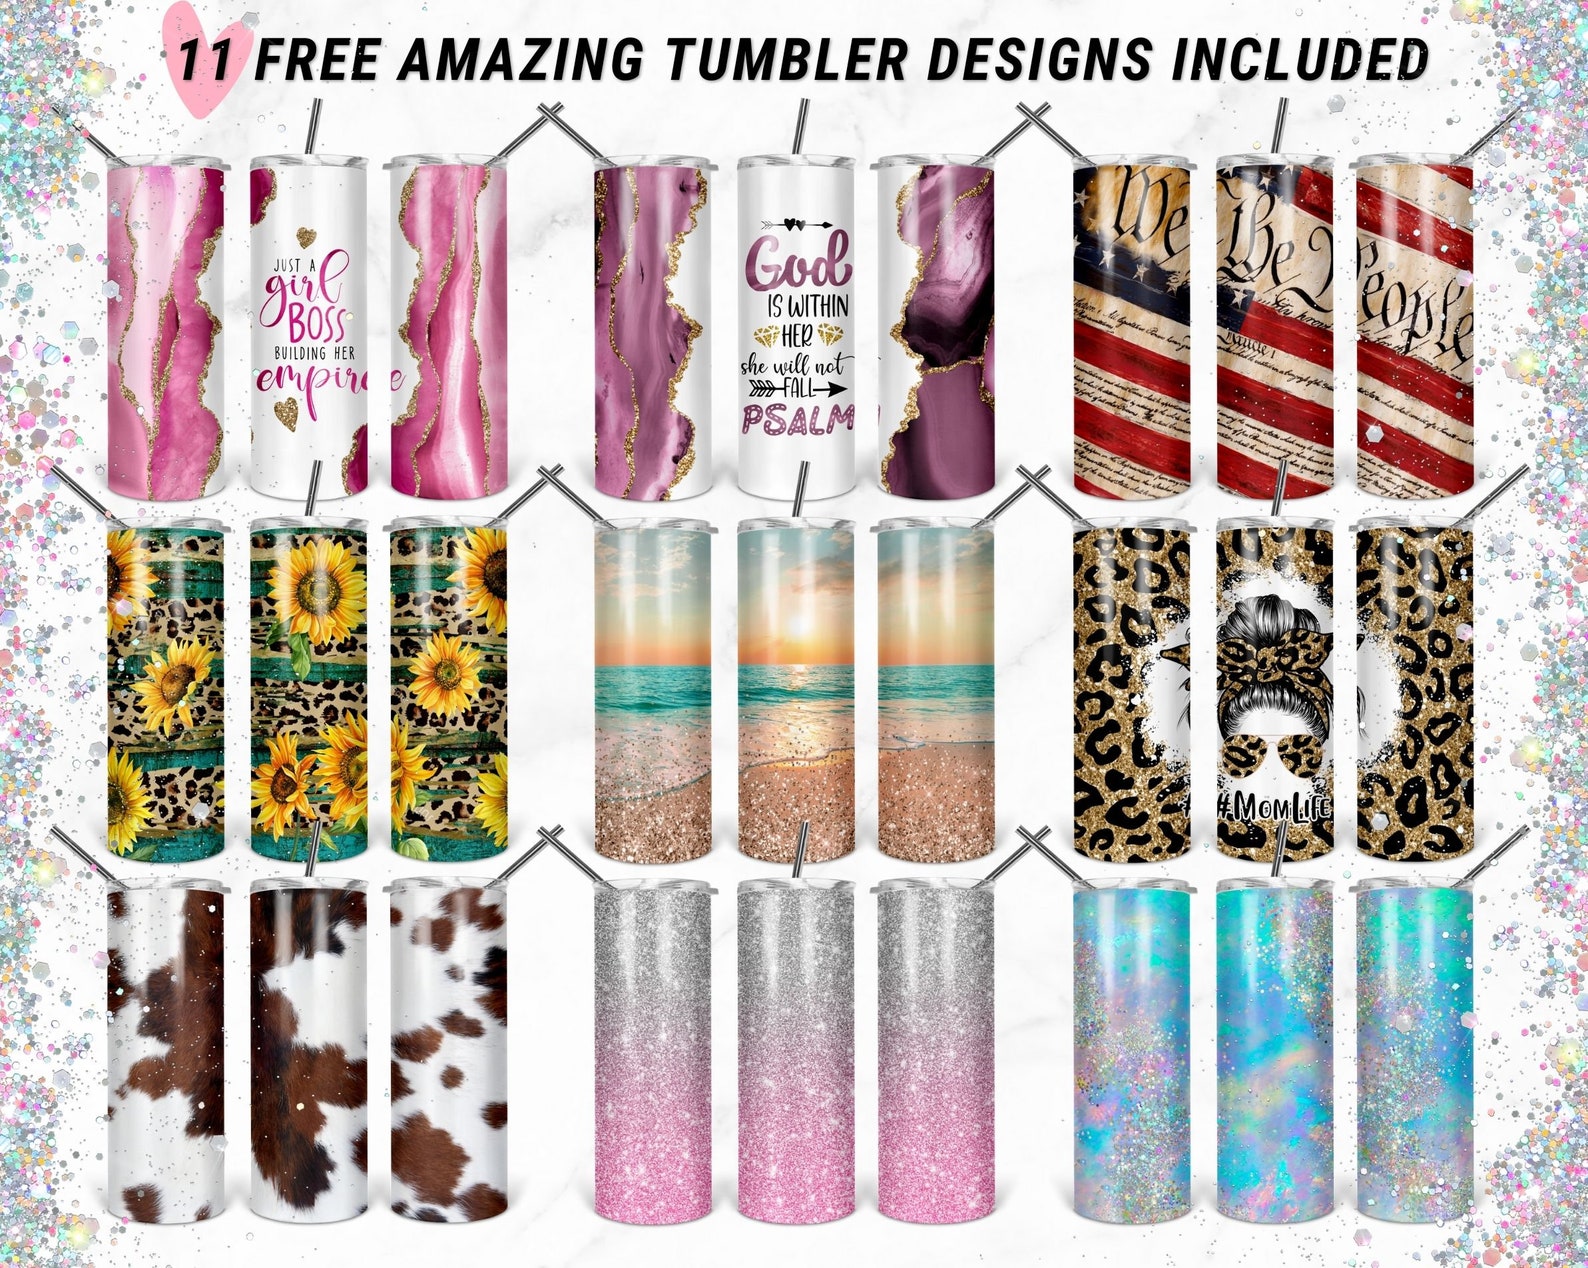 11 FREE AMAZING TUMBLER DESIGNS INCLUDED
JUST A
girl
BOSS
BUILDING HER
empire
God
IS WITHIN
HER
she will not
FALL
PSALM
We The People
#MOMLIFE